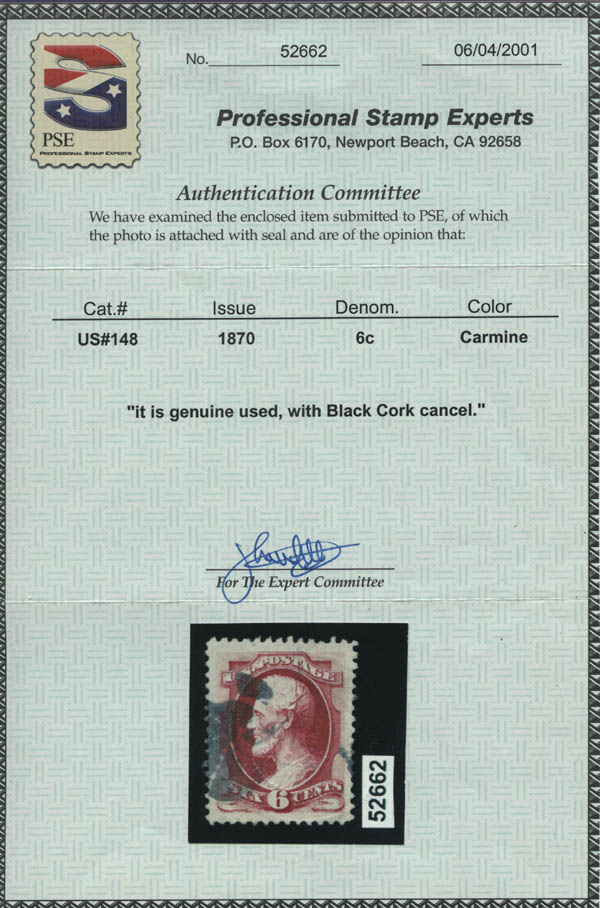 PSE
PROFESSIONAL STAMP EXPERTS
No. 52662 06/04/2001
Professional Stamp Experts
P.O. Box 6170, Newport Beach, CA 92658
Authentication Committee
We have examined the enclosed item submitted to PSE, of which
the photo is attached with seal and are of the opinion that:
Cat.# Issue Denom. Color
US#148 1870 6c Carmine
"it is genuine used, with Black Cork cancel."
For The Expert Committee
U.S. POSTAGE
SIX 6 CENTS
52662